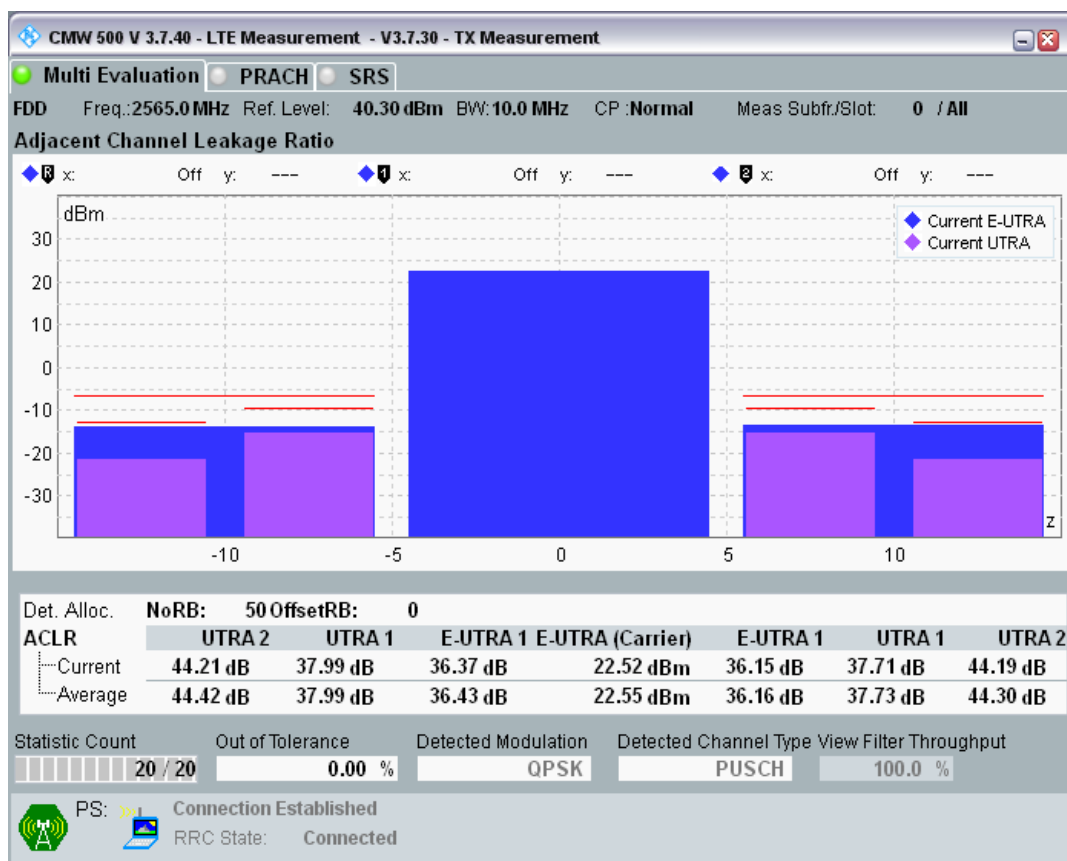 CMW 500 V 3.7.40 - LTE Measurement - V3.7.30 - TX Measurement
Multi Evaluation PRACH SRS
FDD Freq.:2565.0 MHz Ref. Level: 40.30 dBm BW:10.0 MHz CP :Normal Meas Subfr./Slot: 0 / All
Adjacent Channel Leakage Ratio
R x: Off y: --- 1 x: Off y: --- 2 x: Off y: ---
dBm
Current E-UTRA
Current UTRA
30
20
10
0
-10
-20
-30
z
-10 -5 0 5 10
Det. Alloc. NoRB: 50 OffsetRB: 0
ACLR UTRA 2 UTRA 1 E-UTRA 1 E-UTRA (Carrier) E-UTRA 1 UTRA 1 UTRA 2
Current 44.21 dB 37.99 dB 36.37 dB 22.52 dBm 36.15 dB 37.71 dB 44.19 dB
Average 44.42 dB 37.99 dB 36.43 dB 22.55 dBm 36.16 dB 37.73 dB 44.30 dB
Statistic Count Out of Tolerance Detected Modulation Detected Channel Type View Filter Throughput
20 / 20 0.00 % QPSK PUSCH 100.0 %
PS: Connection Established
RRC State: Connected